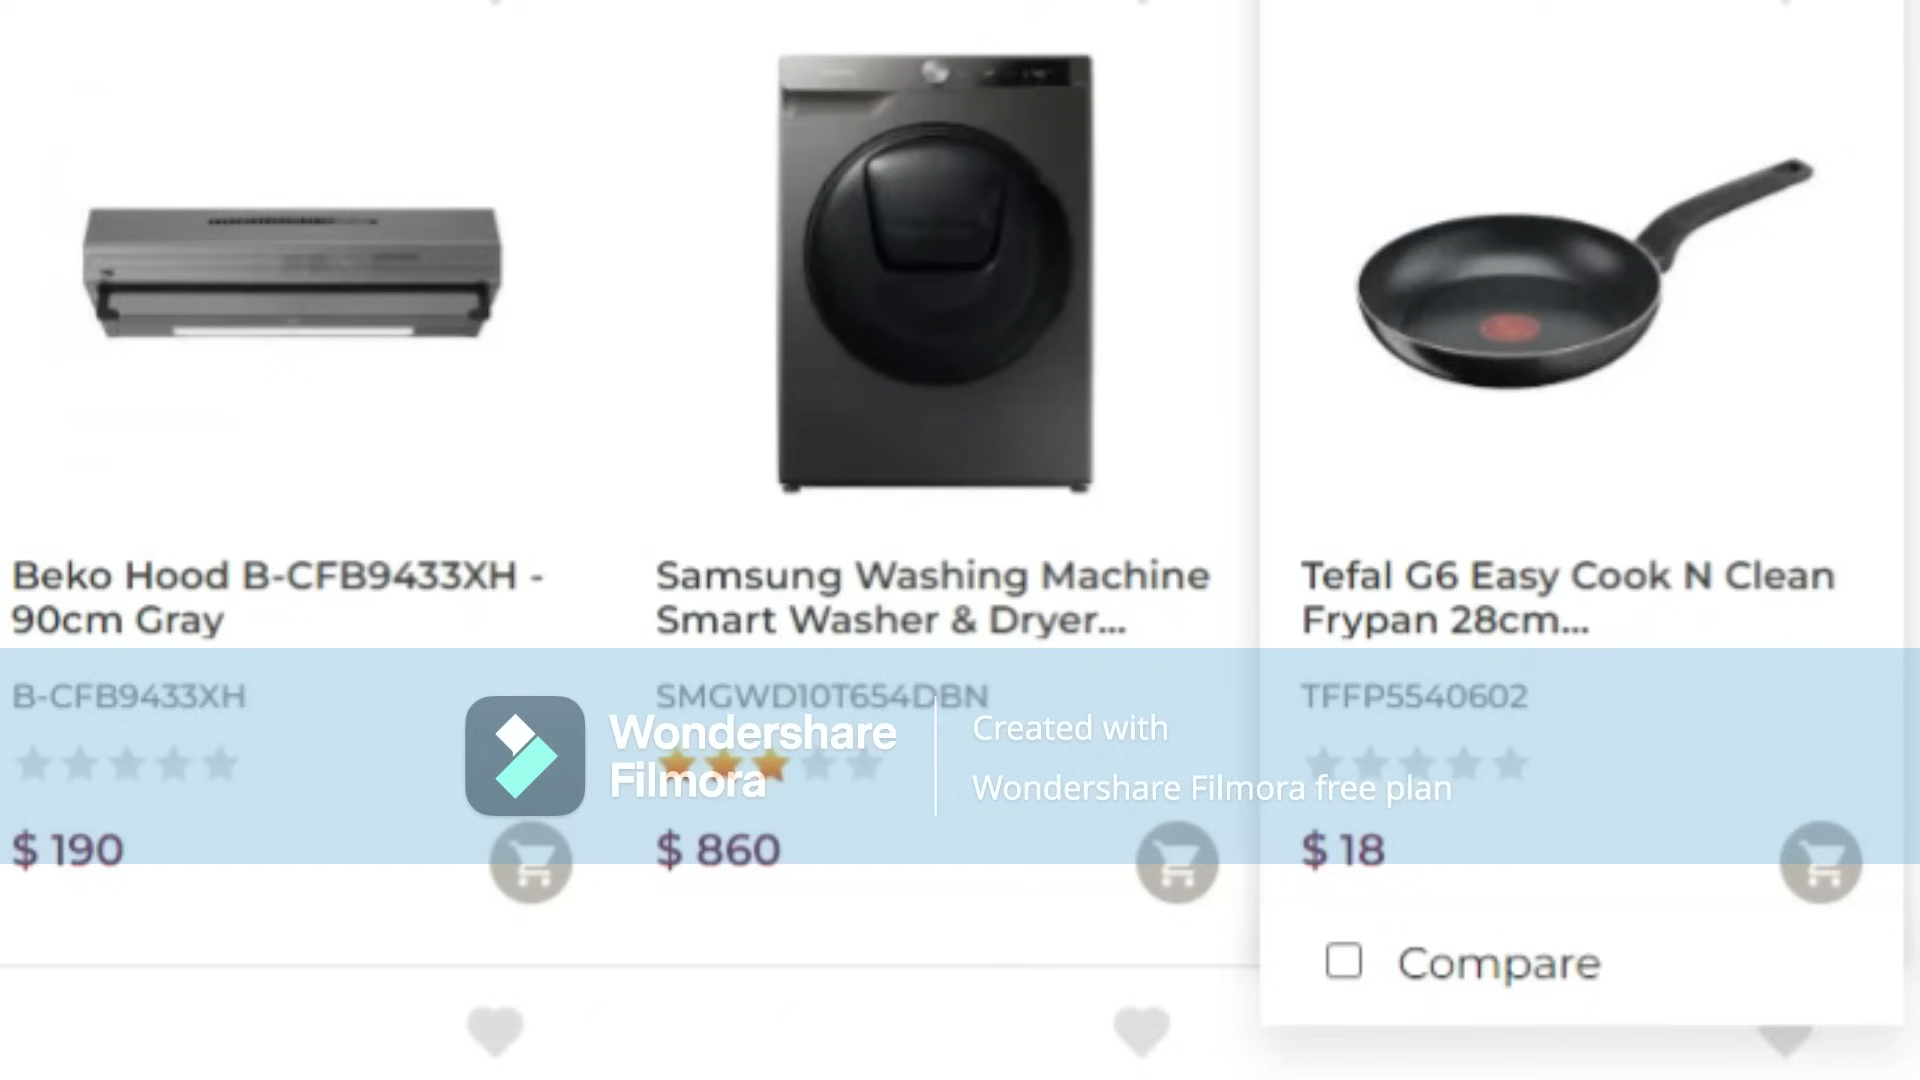 Beko Hood B-CFB9433XH -
90cm Gray
B-CFB9433XH
$ 190
Samsung Washing Machine
Smart Washer & Dryer...
SMGWD10T654DBN
$ 860
Tefal G6 Easy Cook N Clean
Frypan 28cm...
TFFP5540602
$ 18
Compare
Wondershare
Filmora
Created with
Wondershare Filmora free plan